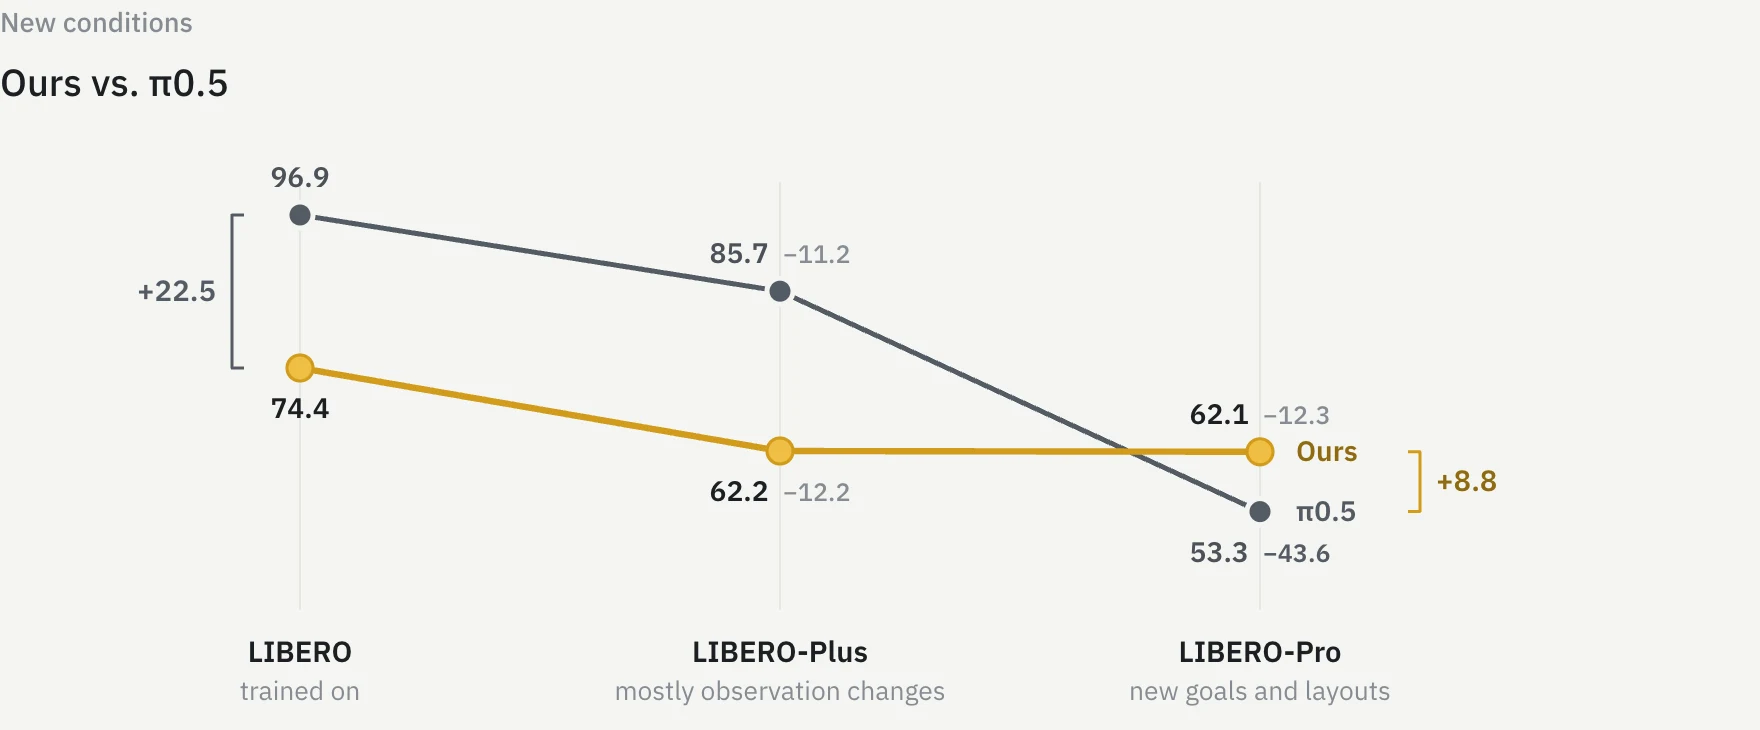 New conditions
Ours vs. π0.5
96.9
85.7 −11.2
+22.5
74.4
62.1 −12.3
Ours
+8.8
62.2 −12.2
π0.5
53.3 −43.6
LIBERO
trained on
LIBERO-Plus
mostly observation changes
LIBERO-Pro
new goals and layouts